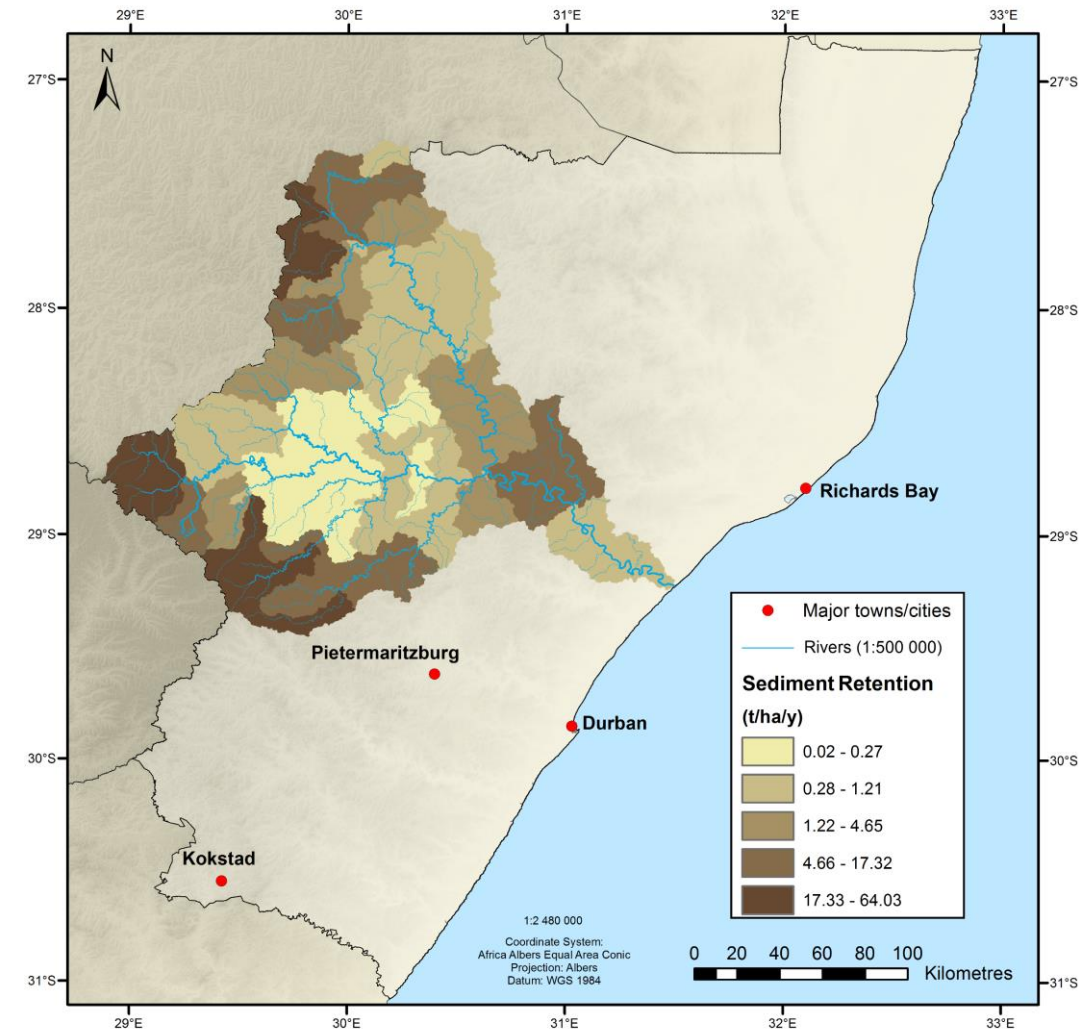 29°E 30°E 31°E 32°E 33°E
N
27°S 27°S
28°S 28°S
Richards Bay
29°S 29°S
Major towns/cities
Rivers (1:500 000)
Pietermaritzburg
Sediment Retention
(t/ha/y)
Durban
0.02 - 0.27
30°S 30°S
0.28 - 1.21
1.22 - 4.65
Kokstad
4.66 - 17.32
17.33 - 64.03
1:2 480 000
Coordinate System:
Africa Albers Equal Area Conic
Projection: Albers
Datum: WGS 1984
0 20 40 60 80 100
Kilometres
31°S 31°S
29°E 30°E 31°E 32°E 33°E